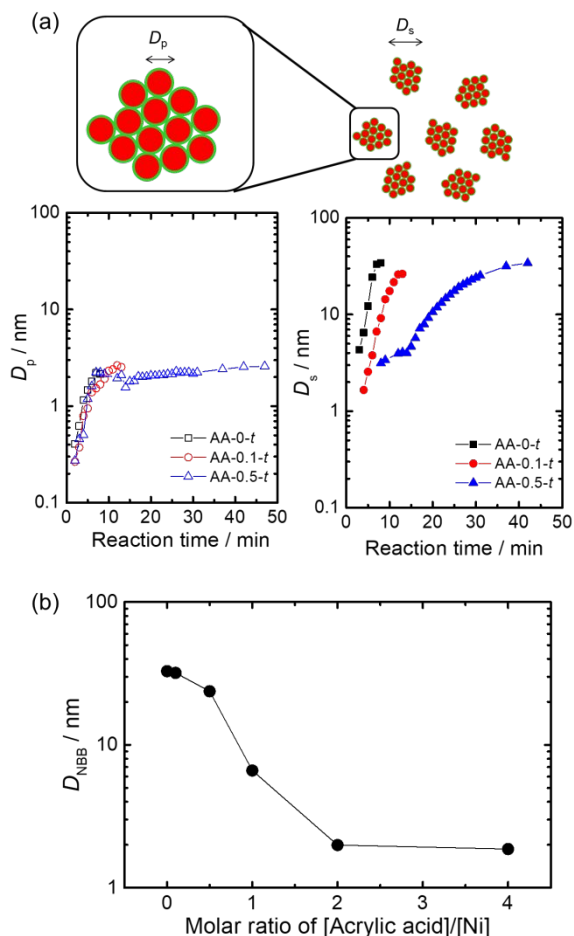 (a)
Dp
Ds
100
10
1
0.1
Dp / nm
AA-0-t
AA-0.1-t
AA-0.5-t
0 10 20 30 40 50
Reaction time / min
100
10
1
0.1
Ds / nm
AA-0-t
AA-0.1-t
AA-0.5-t
0 10 20 30 40 50
Reaction time / min
(b)
100
10
1
DNBB / nm
0 1 2 3 4
Molar ratio of [Acrylic acid]/[Ni]